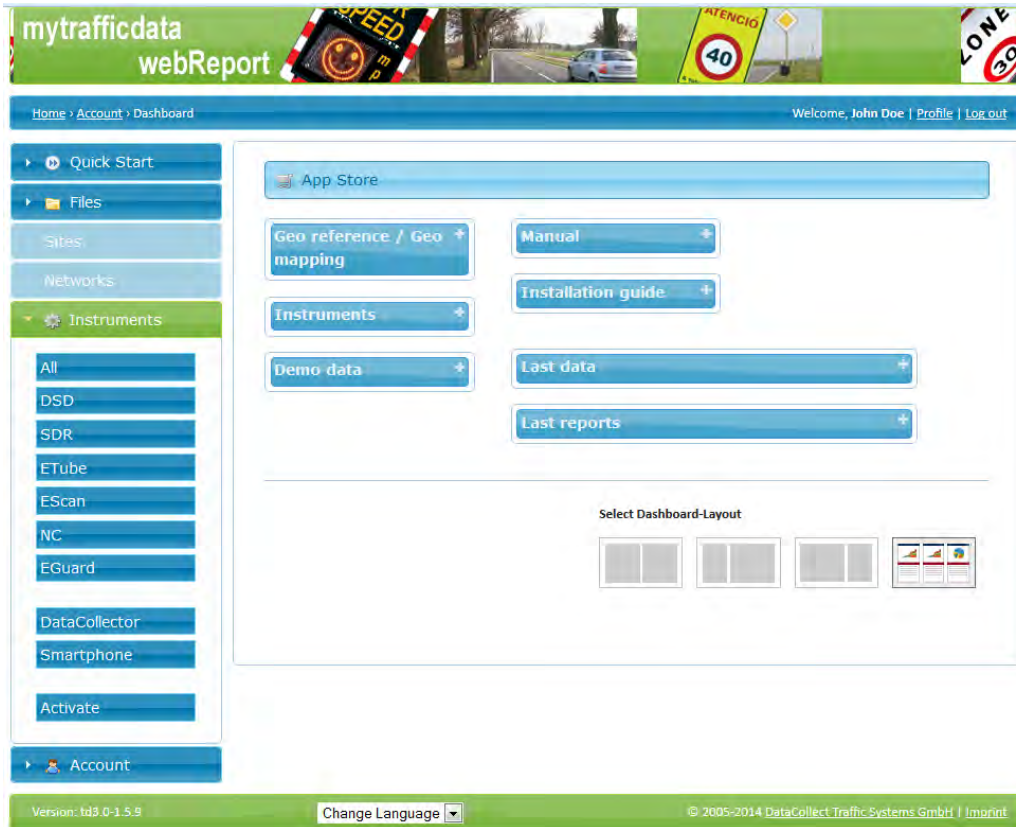 mytrafficdata
webReport
SPEED
mp
ATENCIÓ
40
ZONE
30
Home › Account › Dashboard
Welcome, John Doe | Profile | Log out
Quick Start
Files
Sites
Networks
Instruments
All
DSD
SDR
ETube
EScan
NC
EGuard
DataCollector
Smartphone
Activate
Account
App Store
Geo reference / Geo
mapping
Instruments
Demo data
Manual
Installation guide
Last data
Last reports
Select Dashboard-Layout
Version: td3.0-1.5.9
Change Language
© 2005-2014 DataCollect Traffic Systems GmbH | Imprint